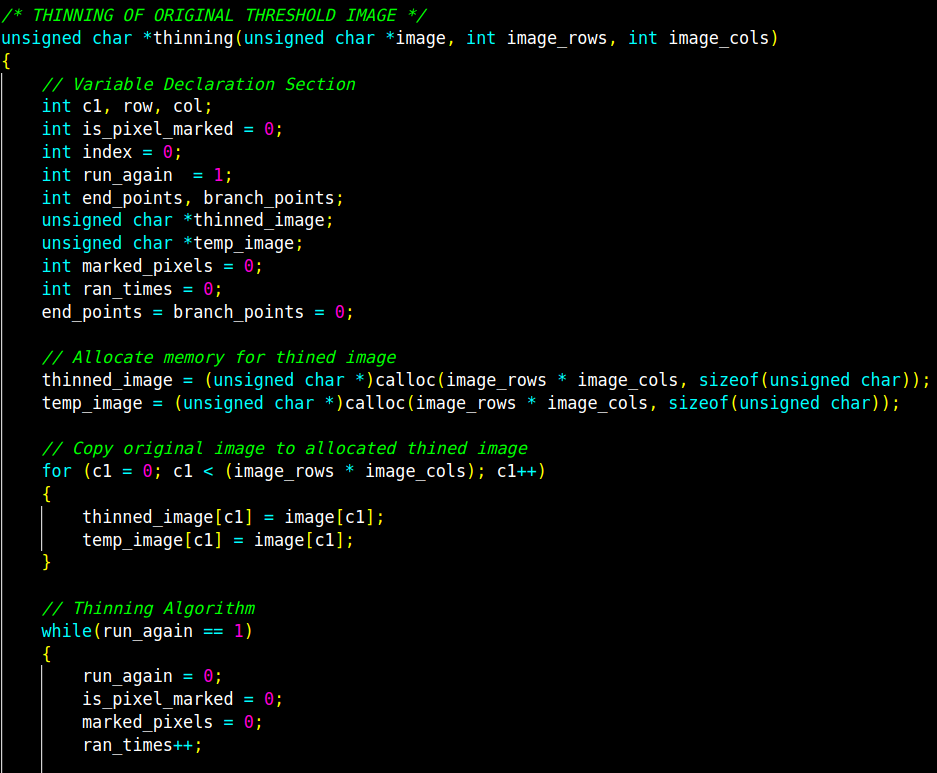 /* THINNING OF ORIGINAL THRESHOLD IMAGE */
unsigned char *thinning(unsigned char *image, int image_rows, int image_cols)
{
    // Variable Declaration Section
    int c1, row, col;
    int is_pixel_marked = 0;
    int index = 0;
    int run_again  = 1;
    int end_points, branch_points;
    unsigned char *thinned_image;
    unsigned char *temp_image;
    int marked_pixels = 0;
    int ran_times = 0;
    end_points = branch_points = 0;

    // Allocate memory for thined image
    thinned_image = (unsigned char *)calloc(image_rows * image_cols, sizeof(unsigned char));
    temp_image = (unsigned char *)calloc(image_rows * image_cols, sizeof(unsigned char));

    // Copy original image to allocated thined image
    for (c1 = 0; c1 < (image_rows * image_cols); c1++)
    {
        thinned_image[c1] = image[c1];
        temp_image[c1] = image[c1];
    }

    // Thinning Algorithm
    while(run_again == 1)
    {
        run_again = 0;
        is_pixel_marked = 0;
        marked_pixels = 0;
        ran_times++;